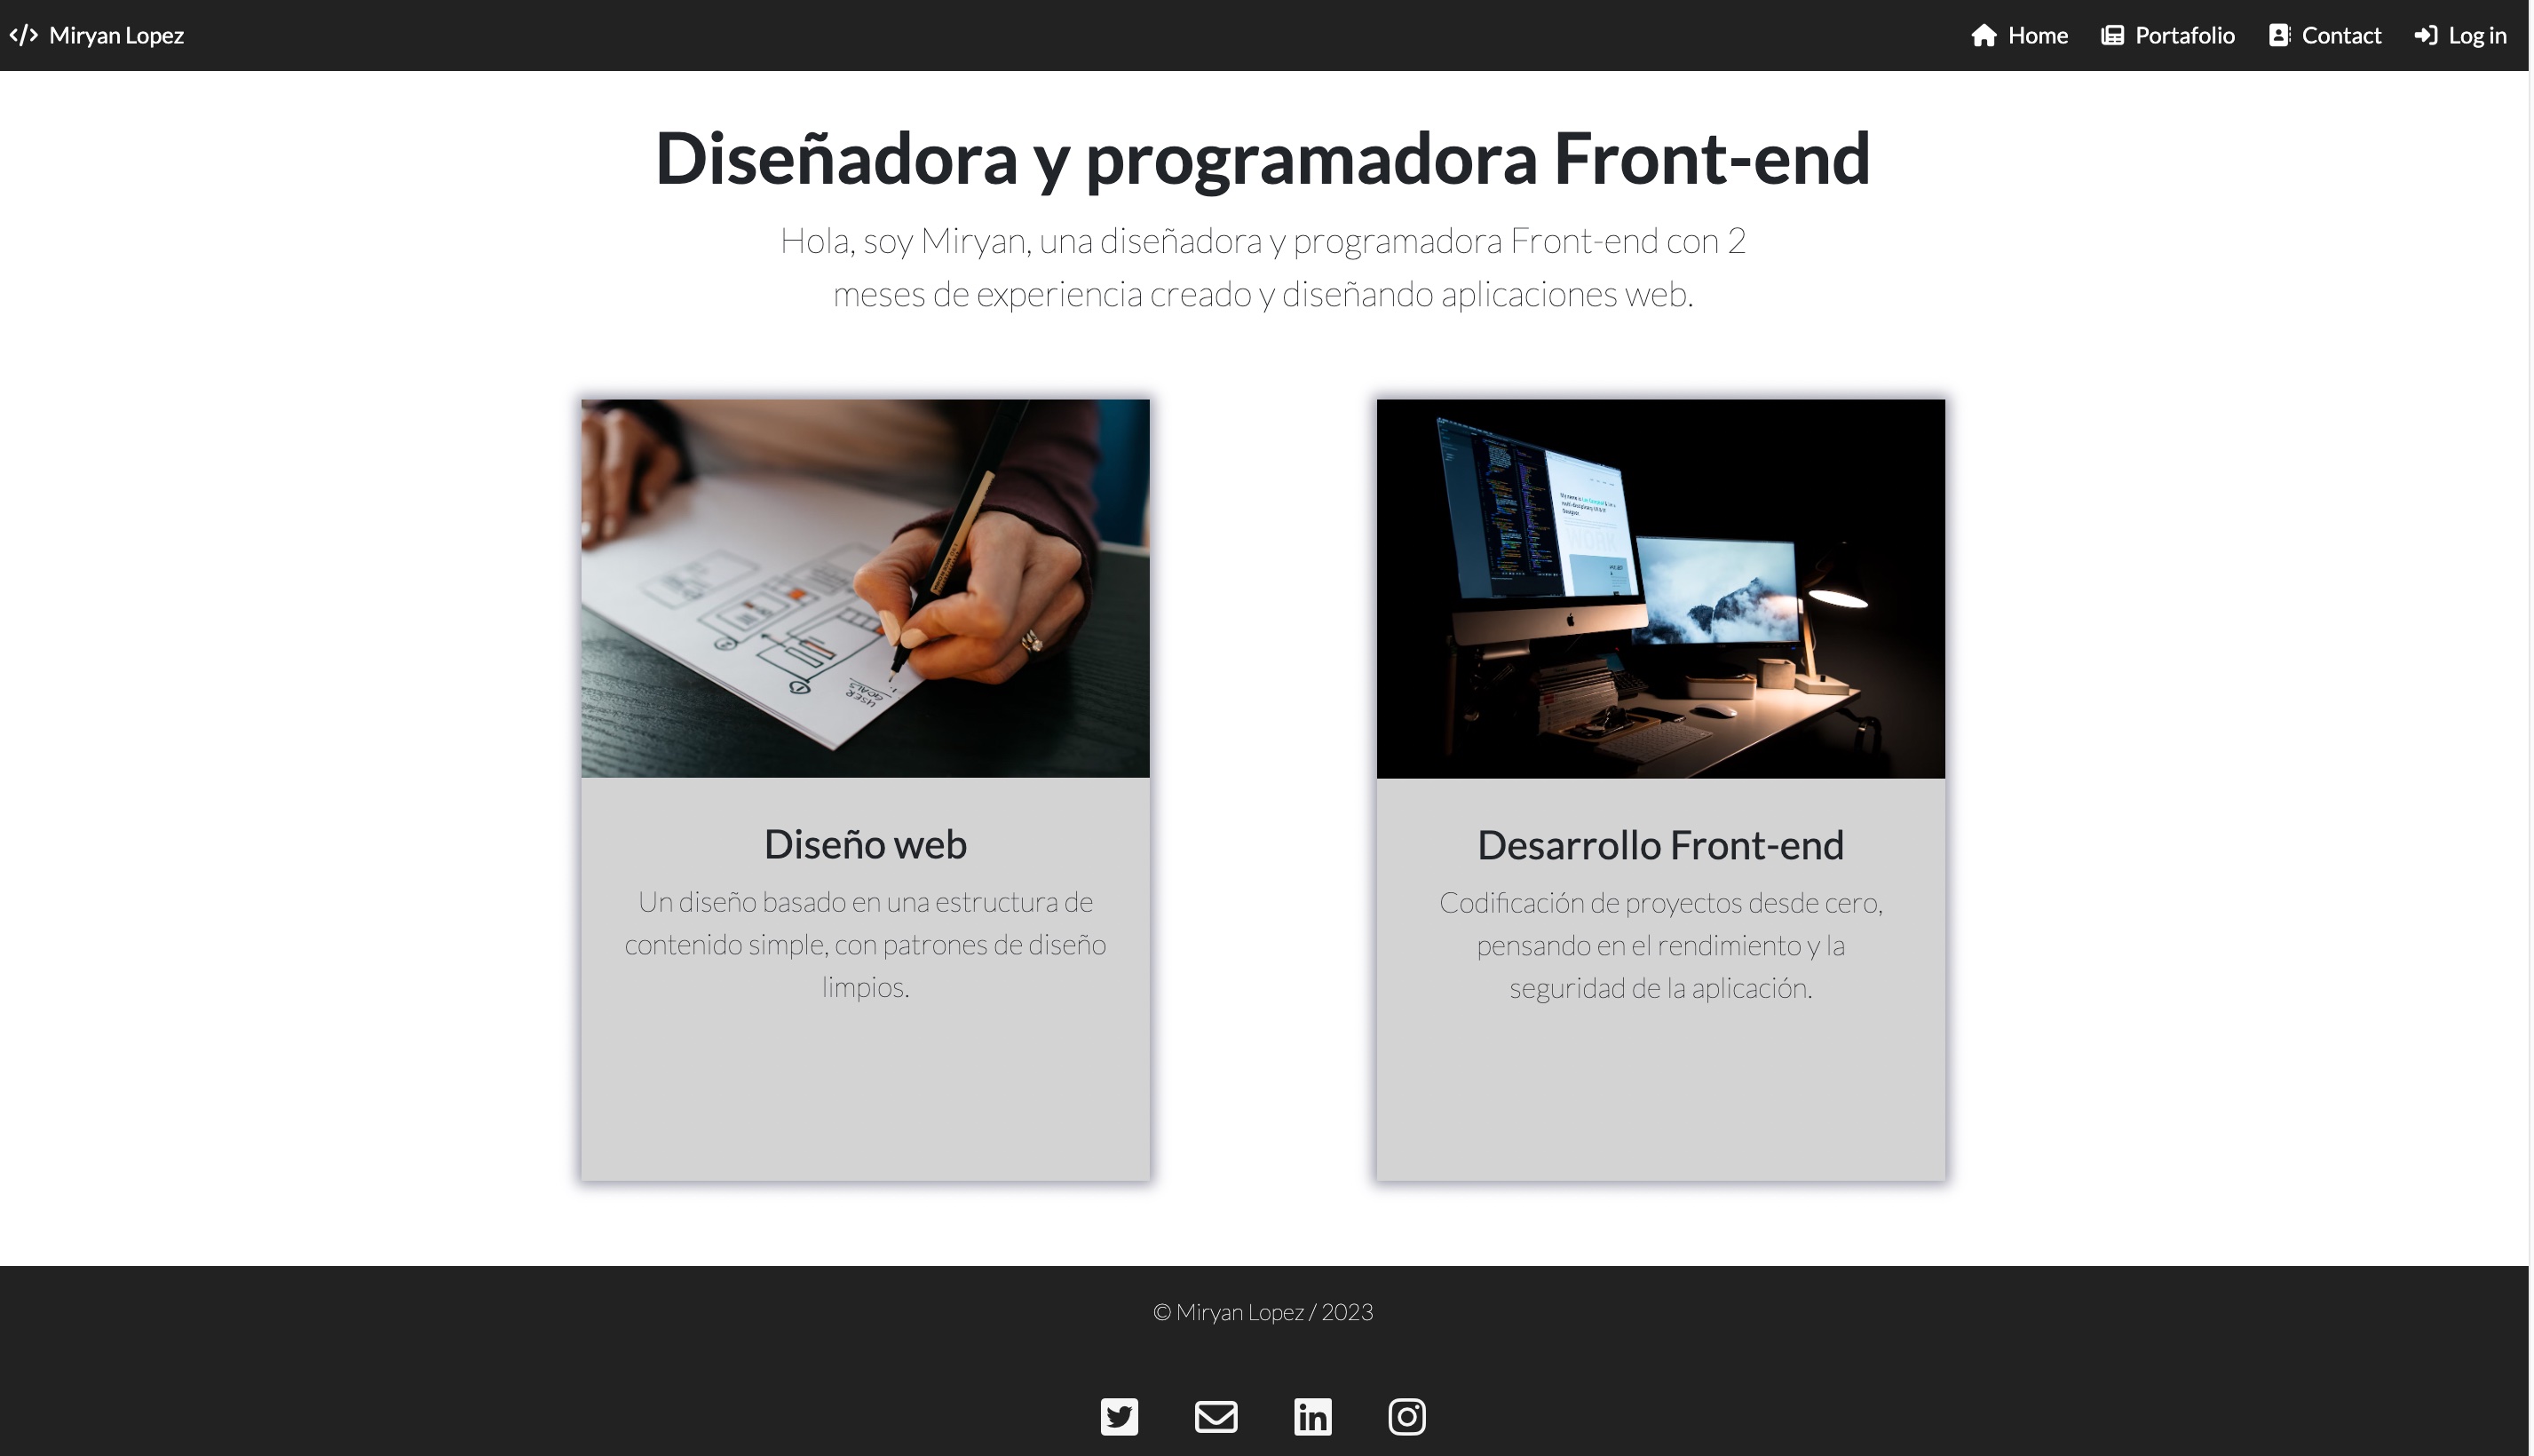 Miryan Lopez
Home Portafolio Contact Log in
Diseñadora y programadora Front-end
Hola, soy Miryan, una diseñadora y programadora Front-end con 2
meses de experiencia creado y diseñando aplicaciones web.
USER
GOALS
WORK
Diseño web
Un diseño basado en una estructura de
contenido simple, con patrones de diseño
limpios.
Desarrollo Front-end
Codificación de proyectos desde cero,
pensando en el rendimiento y la
seguridad de la aplicación.
© Miryan Lopez / 2023
in